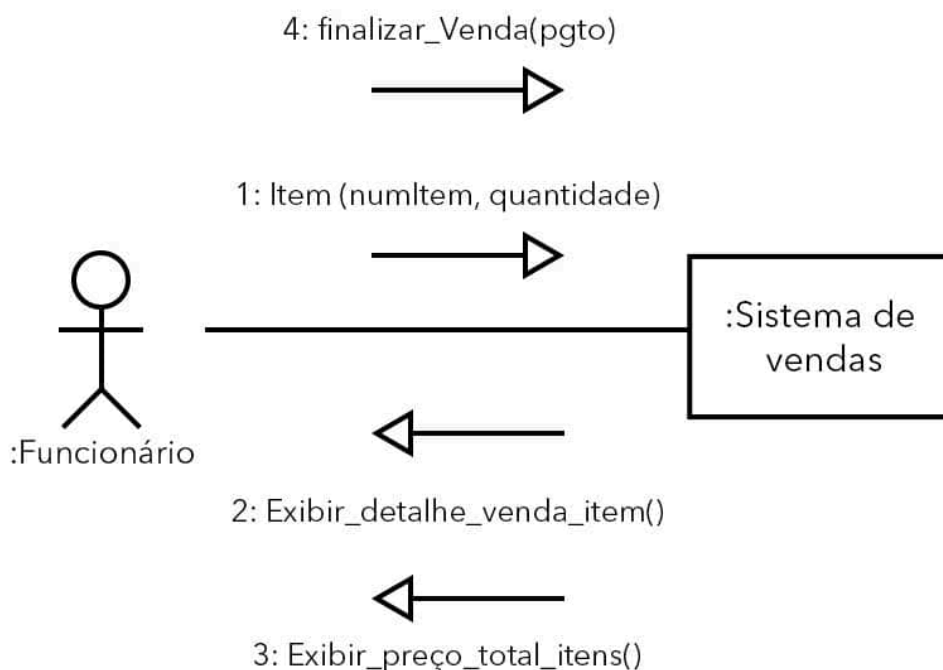 4: finalizar_Venda(pgto)
1: Item (numItem, quantidade)
:Sistema de
vendas
:Funcionário
2: Exibir_detalhe_venda_item()
3: Exibir_preço_total_itens()